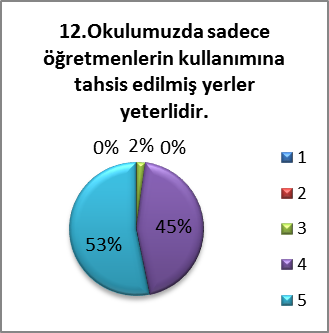 12.Okulumuzda sadece
öğretmenlerin kullanımına
tahsis edilmiş yerler
yeterlidir.
0% 2% 0%
45%
53%
1
2
3
4
5